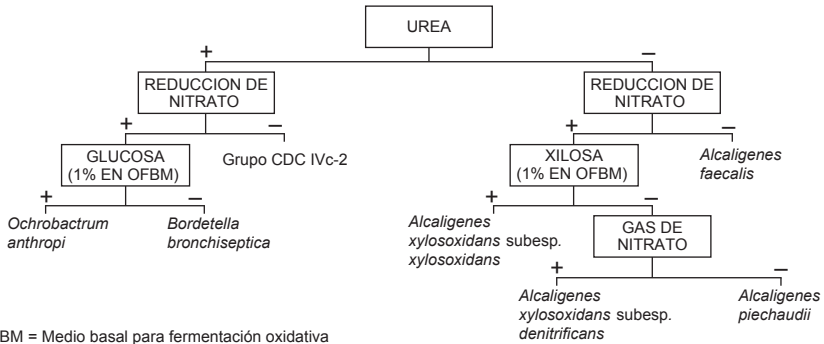 UREA
+
−
REDUCCION DE
NITRATO
REDUCCION DE
NITRATO
+
−
+
−
GLUCOSA
(1% EN OFBM)
Grupo CDC IVc-2
XILOSA
(1% EN OFBM)
Alcaligenes
faecalis
+
−
+
−
Ochrobactrum
anthropi
Bordetella
bronchiseptica
Alcaligenes
xylosoxidans subesp.
xylosoxidans
GAS DE
NITRATO
+
−
Alcaligenes
xylosoxidans subesp.
denitrificans
Alcaligenes
piechaudii
BM = Medio basal para fermentación oxidativa